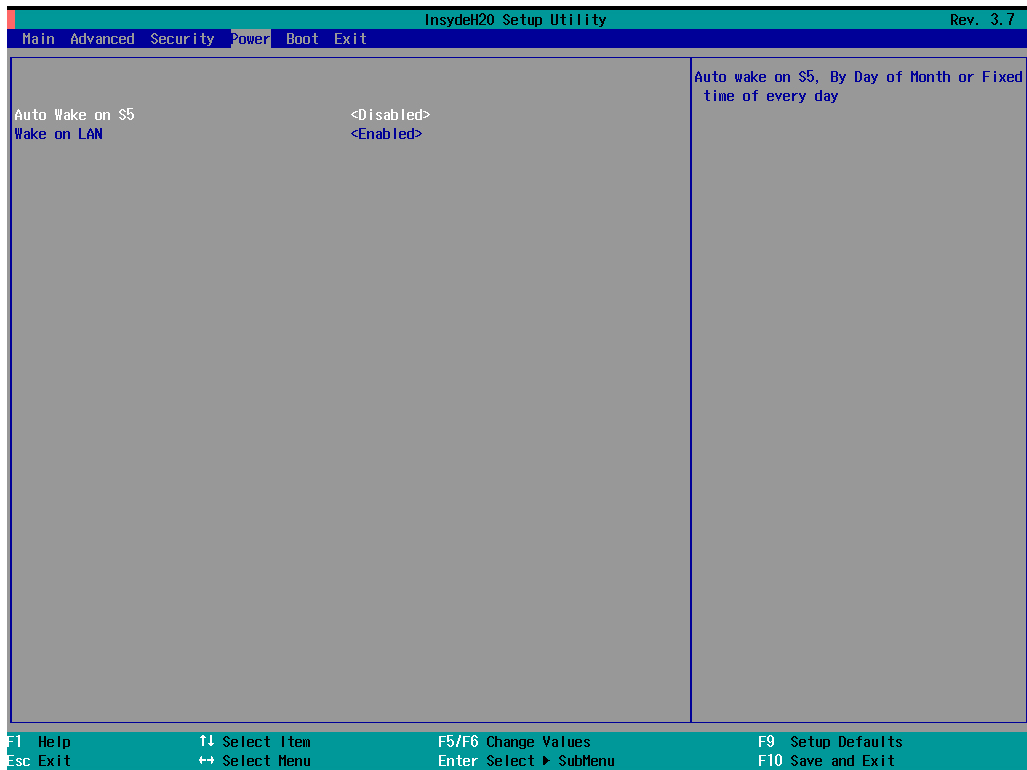 InsydeH20 Setup Utility Rev. 3.7
Main Advanced Security Power Boot Exit
Auto Wake on S5 <Disabled>
Wake on LAN <Enabled>
Auto wake on S5, By Day of Month or Fixed
time of every day
F1 Help ↑↓ Select Item F5/F6 Change Values F9 Setup Defaults
Esc Exit ↔ Select Menu Enter Select ▶ SubMenu F10 Save and Exit